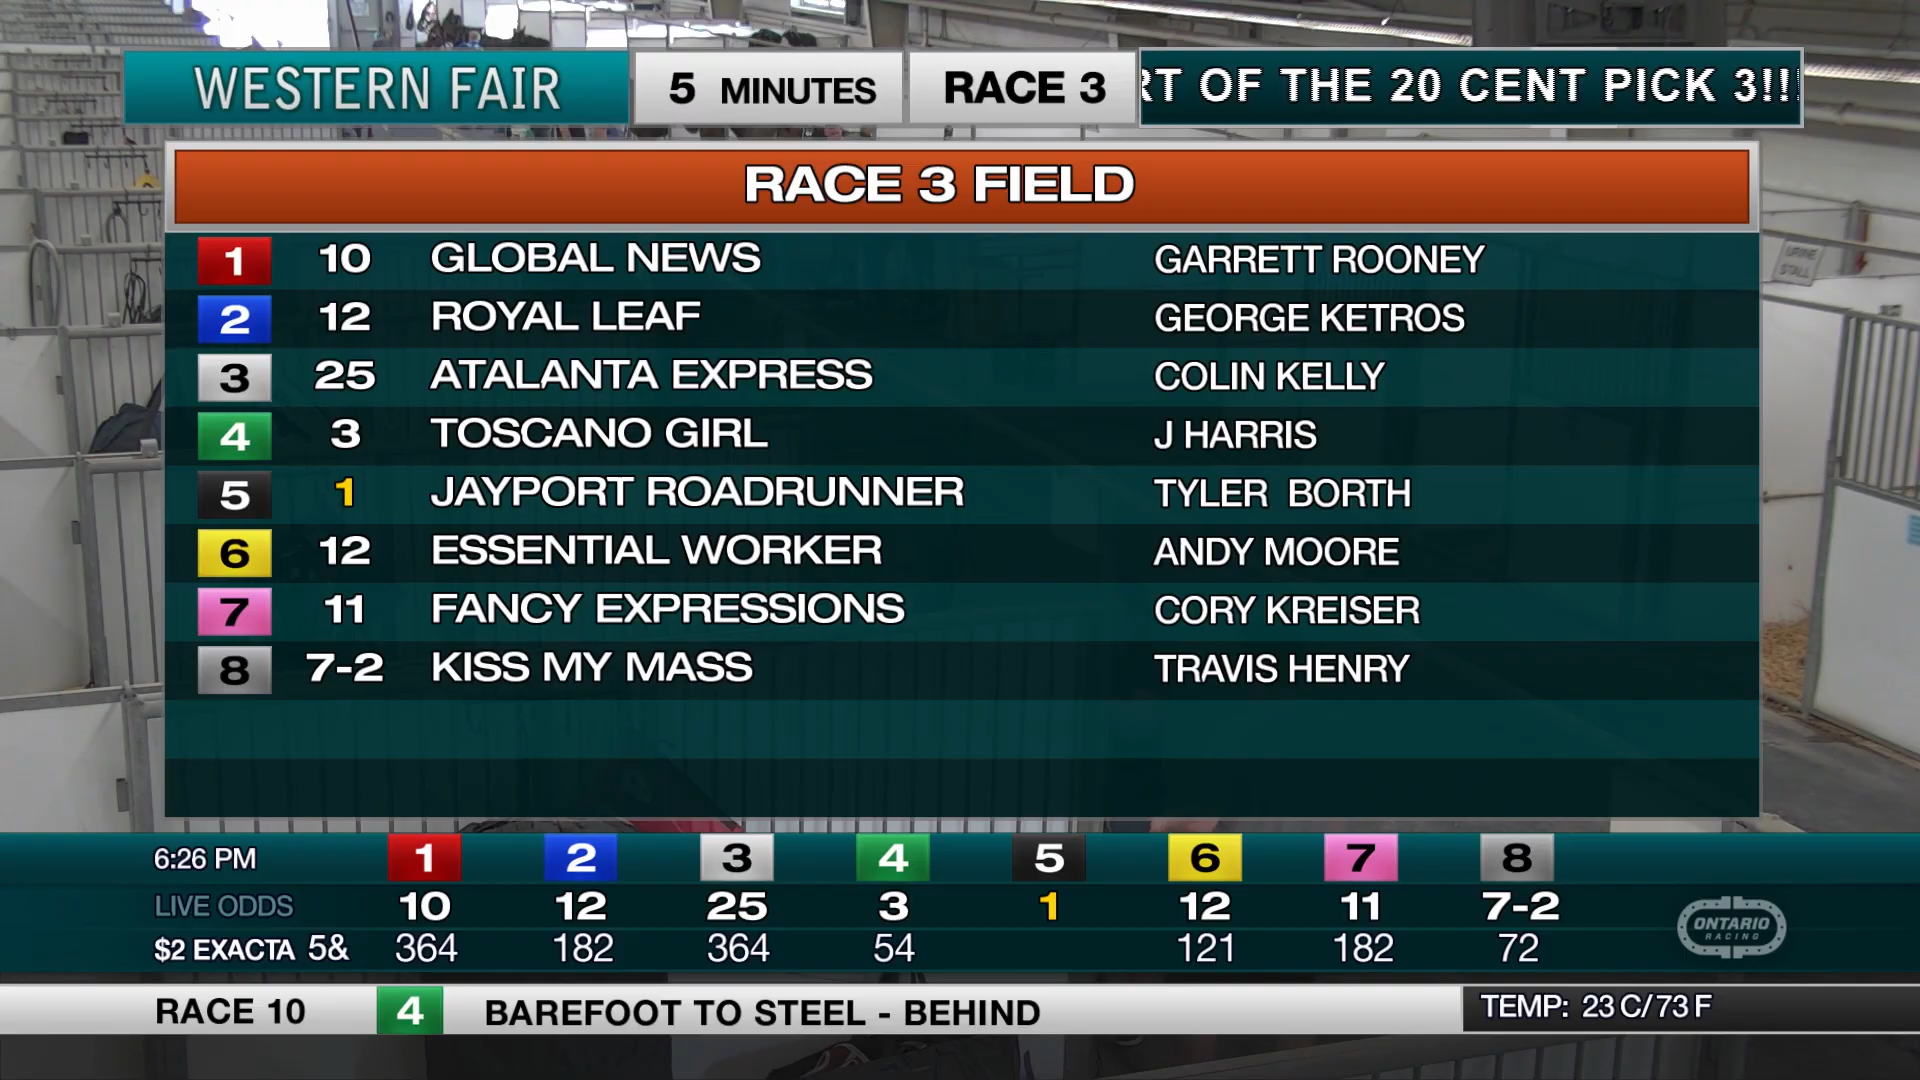 WESTERN FAIR 5 MINUTES RACE 3 RT OF THE 20 CENT PICK 3!!!
RACE 3 FIELD
1 10 GLOBAL NEWS GARRETT ROONEY
2 12 ROYAL LEAF GEORGE KETROS
3 25 ATALANTA EXPRESS COLIN KELLY
4 3 TOSCANO GIRL J HARRIS
5 1 JAYPORT ROADRUNNER TYLER BORTH
6 12 ESSENTIAL WORKER ANDY MOORE
7 11 FANCY EXPRESSIONS CORY KREISER
8 7-2 KISS MY MASS TRAVIS HENRY
URINE
STALL
6:26 PM 1 2 3 4 5 6 7 8
LIVE ODDS 10 12 25 3 1 12 11 7-2
$2 EXACTA 5& 364 182 364 54 121 182 72
ONTARIO
RACING
RACE 10 4 BAREFOOT TO STEEL - BEHIND TEMP: 23 C/73 F